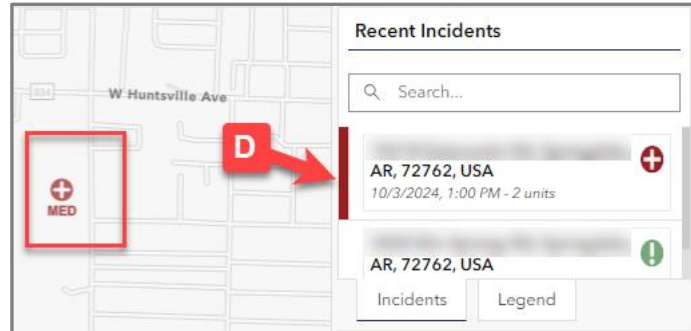 Recent Incidents
Search...
W Huntsville Ave
D
AR, 72762, USA
10/3/2024, 1:00 PM - 2 units
MED
AR, 72762, USA
Incidents
Legend